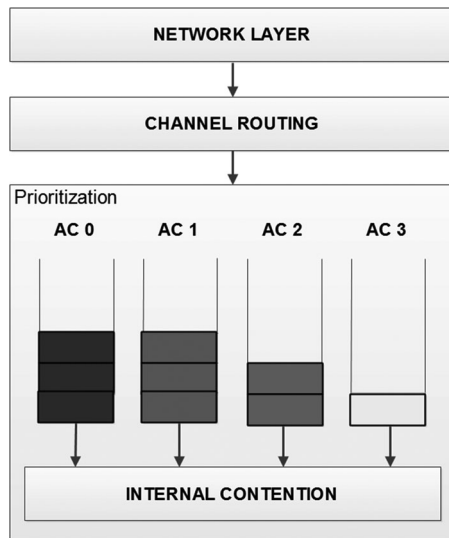 NETWORK LAYER
CHANNEL ROUTING
Prioritization
AC 0 AC 1 AC 2 AC 3
INTERNAL CONTENTION